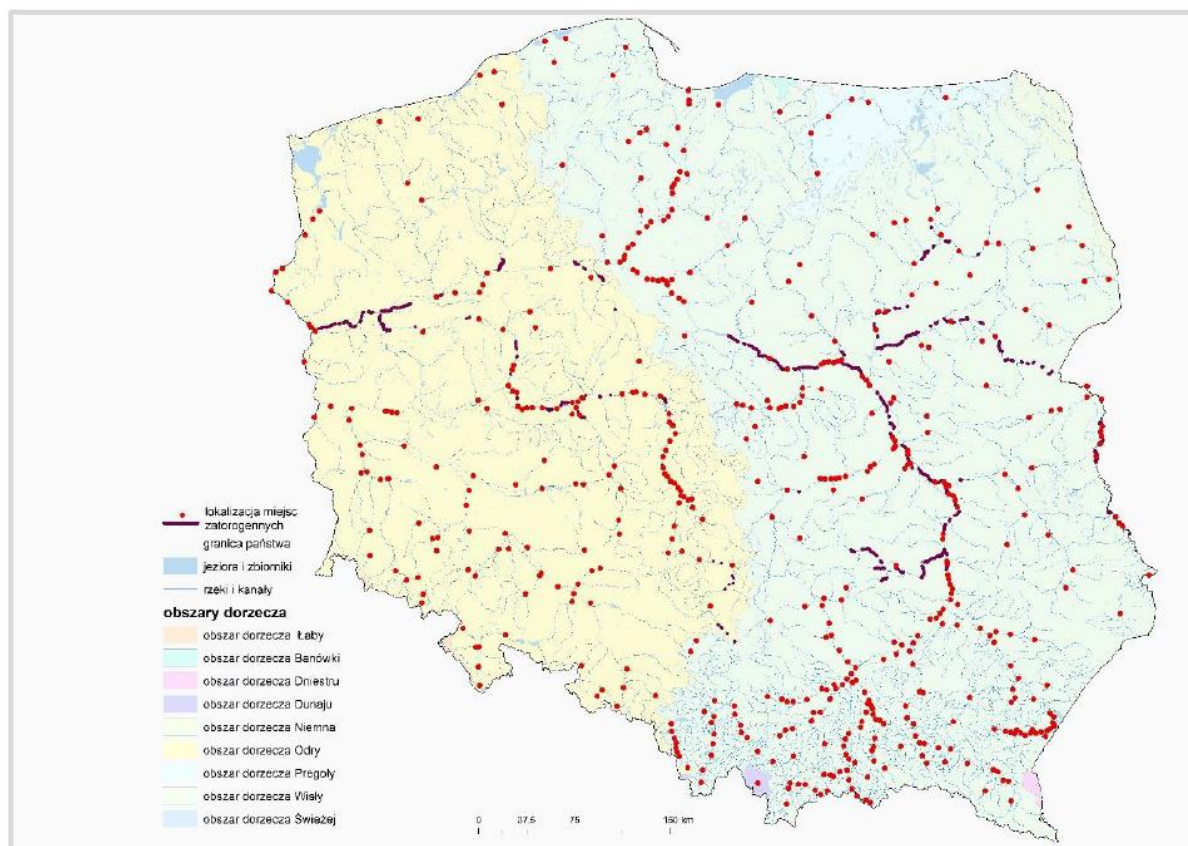 lokalizacja miejsc
zatorogennych
granica państwa
jeziora i zbiorniki
rzeki i kanały
obszary dorzecza
obszar dorzecza Łaby
obszar dorzecza Banówki
obszar dorzecza Dniestru
obszar dorzecza Dunaju
obszar dorzecza Niemna
obszar dorzecza Odry
obszar dorzecza Pregoły
obszar dorzecza Wisły
obszar dorzecza Świeżej
0 37,5 75 150 km